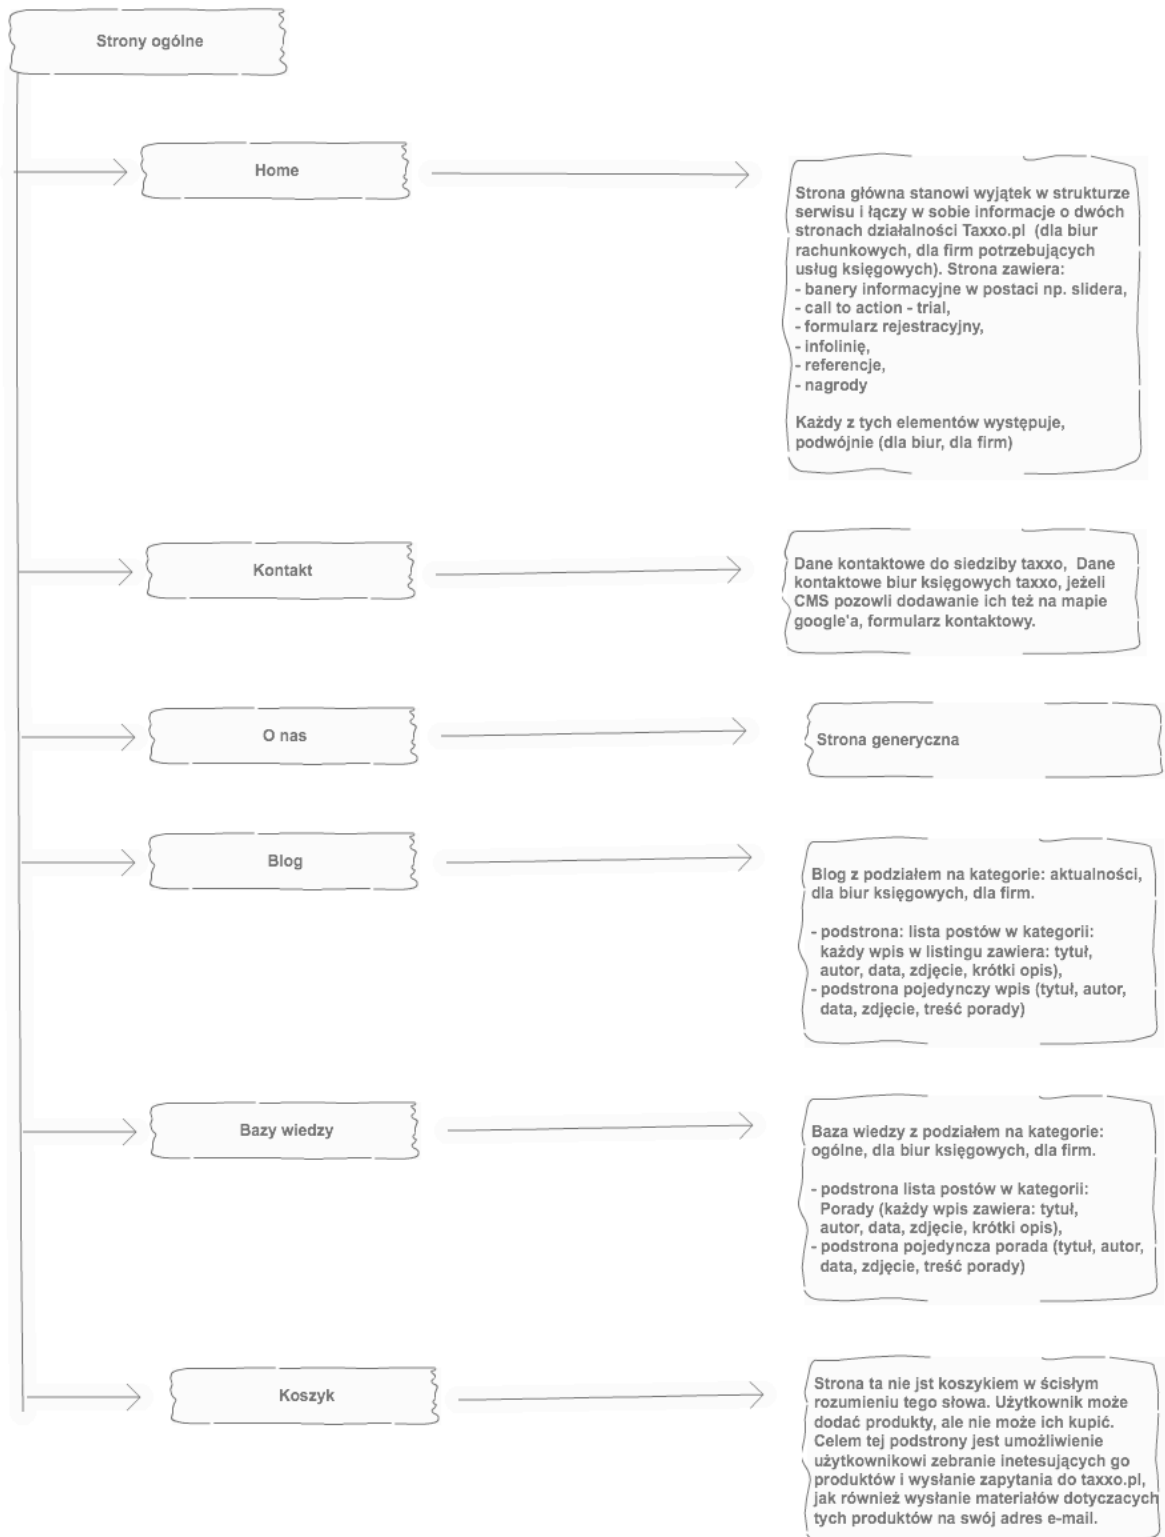 Strony ogólne
Home
Strona główna stanowi wyjątek w strukturze
serwisu i łączy w sobie informacje o dwóch
stronach działalności Taxxo.pl (dla biur
rachunkowych, dla firm potrzebujących
usług księgowych). Strona zawiera:
- banery informacyjne w postaci np. slidera,
- call to action - trial,
- formularz rejestracyjny,
- infolinię,
- referencje,
- nagrody
Każdy z tych elementów występuje,
podwójnie (dla biur, dla firm)
Kontakt
Dane kontaktowe do siedziby taxxo, Dane
kontaktowe biur księgowych taxxo, jeżeli
CMS pozowli dodawanie ich też na mapie
google'a, formularz kontaktowy.
O nas
Strona generyczna
Blog
Blog z podziałem na kategorie: aktualności,
dla biur księgowych, dla firm.
- podstrona: lista postów w kategorii:
każdy wpis w listingu zawiera: tytuł,
autor, data, zdjęcie, krótki opis),
- podstrona pojedynczy wpis (tytuł, autor,
data, zdjęcie, treść porady)
Bazy wiedzy
Baza wiedzy z podziałem na kategorie:
ogólne, dla biur księgowych, dla firm.
- podstrona lista postów w kategorii:
Porady (każdy wpis zawiera: tytuł,
autor, data, zdjęcie, krótki opis),
- podstrona pojedyncza porada (tytuł, autor,
data, zdjęcie, treść porady)
Koszyk
Strona ta nie jst koszykiem w ścisłym
rozumieniu tego słowa. Użytkownik może
dodać produkty, ale nie może ich kupić.
Celem tej podstrony jest umożliwienie
użytkownikowi zebranie inetesujących go
produktów i wysłanie zapytania do taxxo.pl,
jak również wysłanie materiałów dotyczacych
tych produktów na swój adres e-mail.